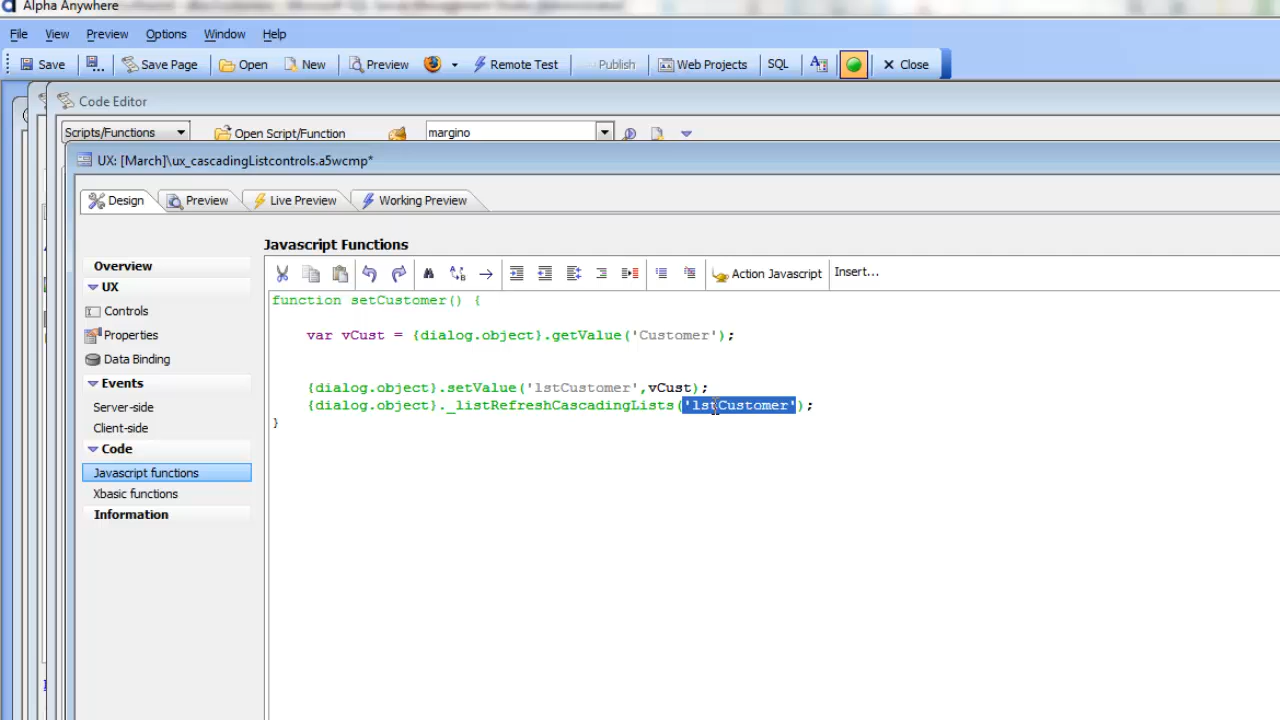 Alpha Anywhere
File View Preview Options Window Help
Save Save Page Open New Preview Remote Test Publish Web Projects SQL Close
Code Editor
Scripts/Functions Open Script/Function margino
UX: [March]\ux_cascadingListcontrols.a5wcmp*
Design Preview Live Preview Working Preview
Javascript Functions
Overview
UX
Controls
Properties
Data Binding
Events
Server-side
Client-side
Code
Javascript functions
Xbasic functions
Information
Action Javascript Insert...
function setCustomer() {
var vCust = {dialog.object}.getValue('Customer');
{dialog.object}.setValue('lstCustomer',vCust);
{dialog.object}._listRefreshCascadingLists('lstCustomer');
}